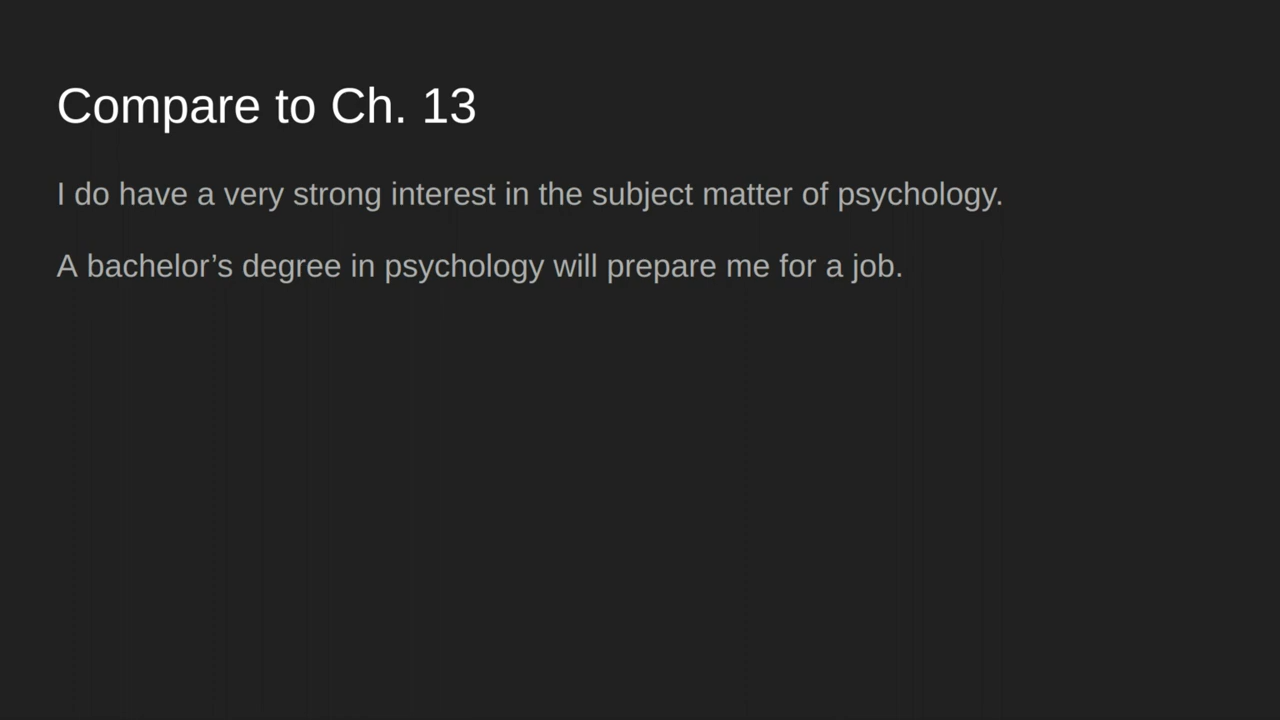 Compare to Ch. 13
I do have a very strong interest in the subject matter of psychology.
A bachelor’s degree in psychology will prepare me for a job.